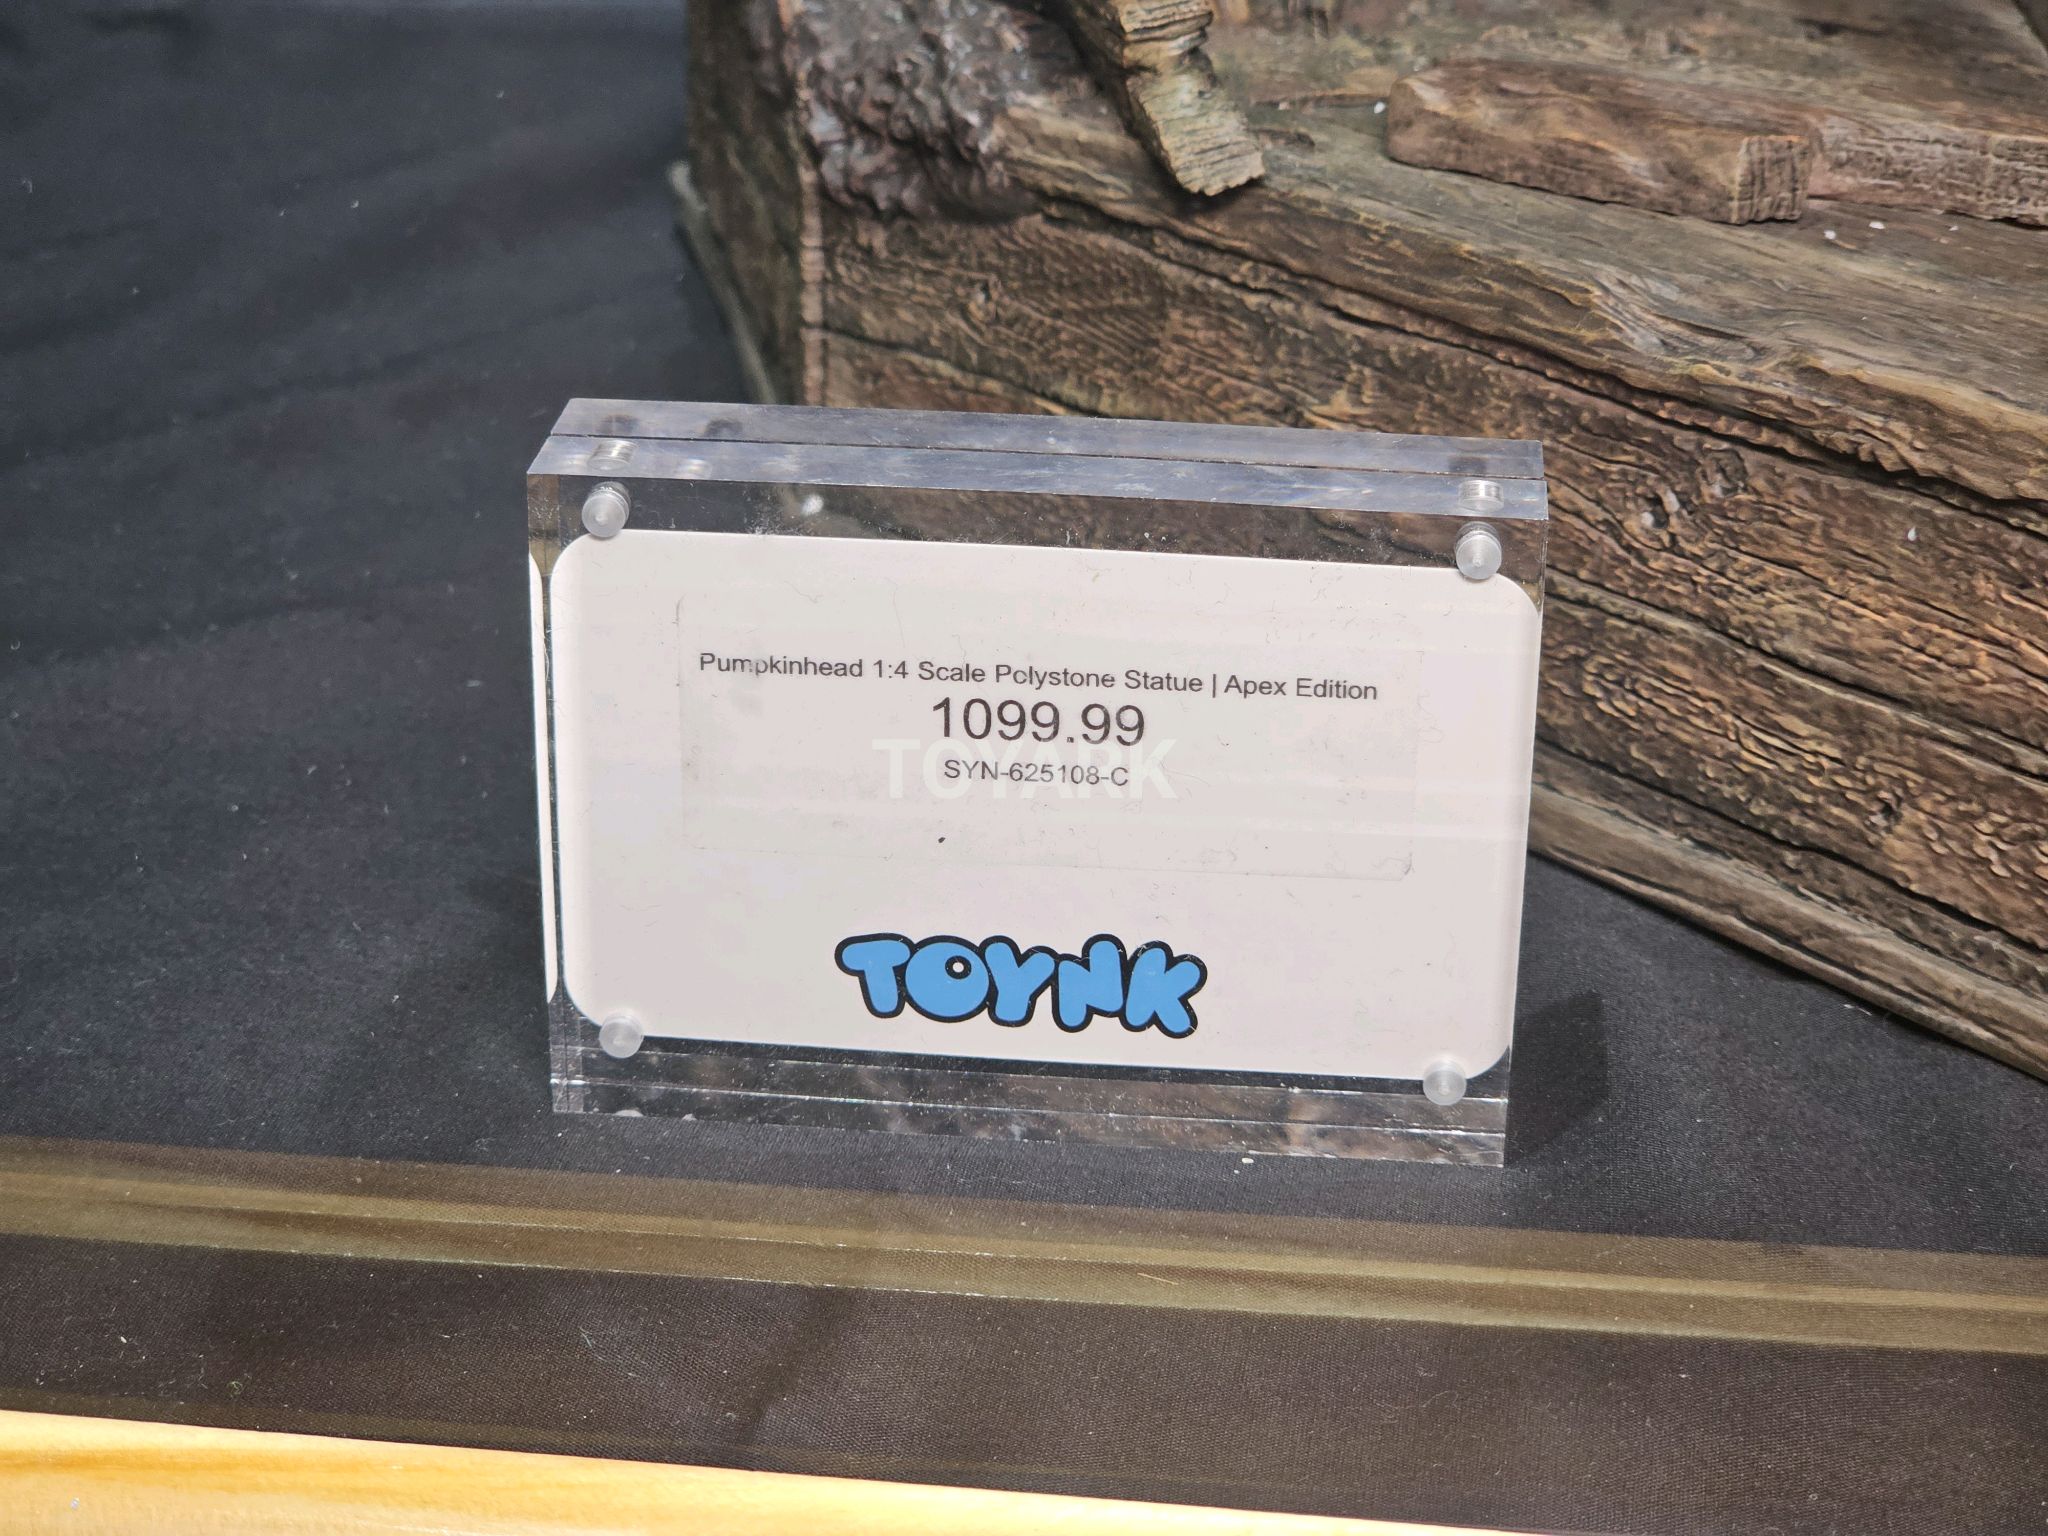 Pumpkinhead 1:4 Scale Polystone Statue | Apex Edition
1099.99
TOYARK
SYN-625108-C
TOYNK